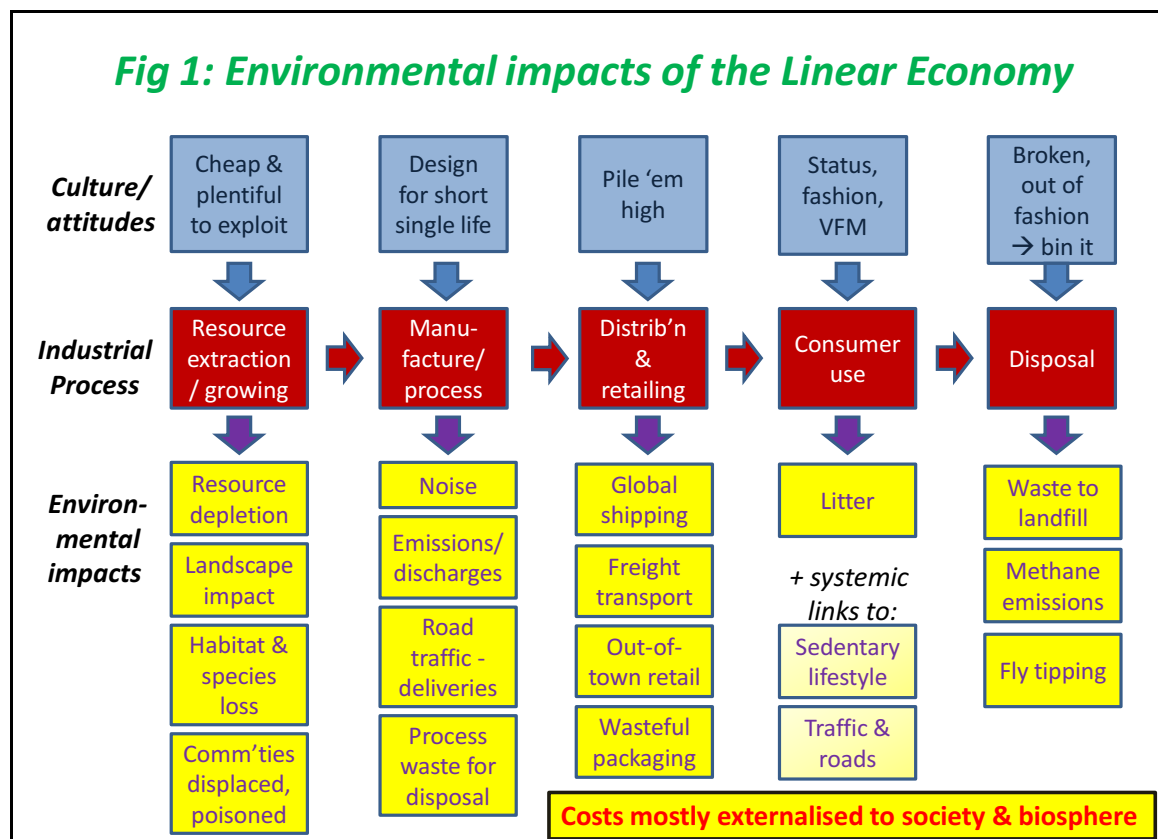 Fig 1: Environmental impacts of the Linear Economy
Culture/
attitudes
Cheap &
plentiful
to exploit
Design
for short
single life
Pile ‘em
high
Status,
fashion,
VFM
Broken,
out of
fashion
→ bin it
Industrial
Process
Resource
extraction
/ growing
Manu-
facture/
process
Distrib’n
&
retailing
Consumer
use
Disposal
Environ-
mental
impacts
Resource
depletion
Landscape
impact
Habitat &
species
loss
Comm’ties
displaced,
poisoned
Noise
Emissions/
discharges
Road
traffic -
deliveries
Process
waste for
disposal
Global
shipping
Freight
transport
Out-of-
town retail
Wasteful
packaging
Litter
+ systemic
links to:
Sedentary
lifestyle
Traffic &
roads
Waste to
landfill
Methane
emissions
Fly tipping
Costs mostly externalised to society & biosphere